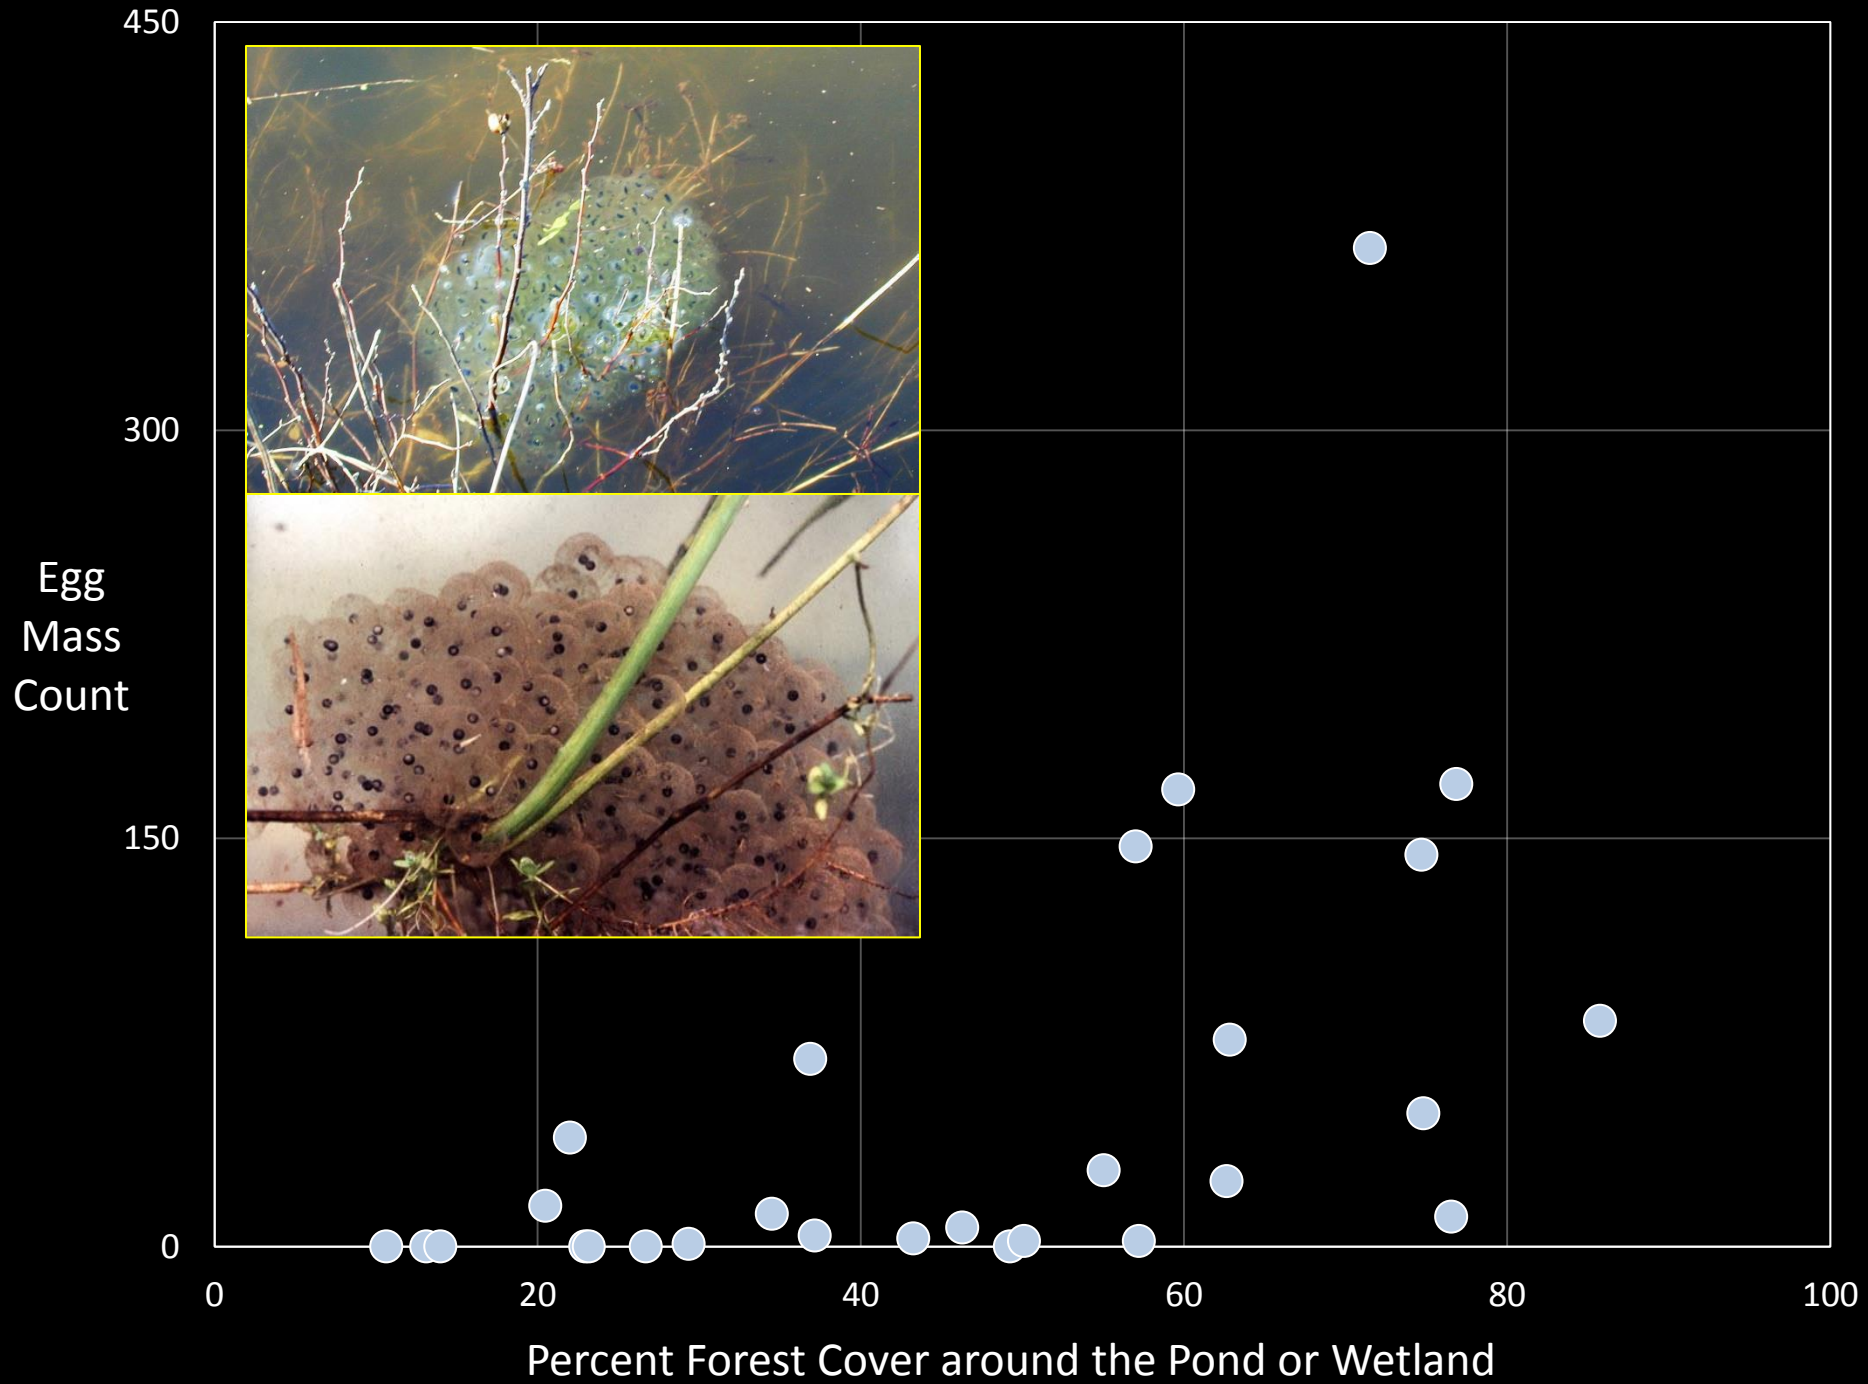 450
300
150
0
Egg
Mass
Count
0 20 40 60 80 100
Percent Forest Cover around the Pond or Wetland